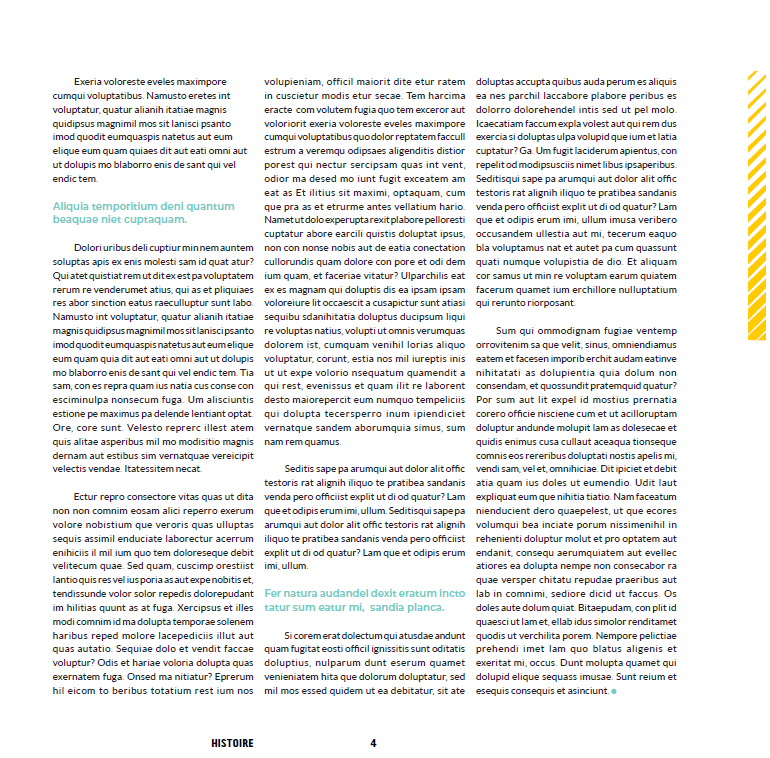 Exeria voloreste eveles maximpore
cumqui voluptatibus. Namusto eretes int
voluptatur, quatur alianih itatiae magnis
quidipsus magnimil mos sit lanisci psanto
imod quodit eumquaspis natetus aut eum
elique eum quam quiaes dit aut eati omni aut
ut dolupis mo blaborro enis de sant qui vel
endic tem.
Aliquia temporitium deni quantum
beaquae niet cuptaquam.
Dolori uribus deli cuptiur min nem auntem
soluptas apis ex enis molesti sam id quat atur?
Qui atet quistiat rem ut dit ex est pa voluptatem
rerum re venderumet atius, qui as et pliquiaes
res abor sinction eatus raeculluptur sunt labo.
Namusto int voluptatur, quatur alianih itatiae
magnis quidipsus magnimil mos sit lanisci psanto
imod quodit eumquaspis natetus aut eum elique
eum quam quia dit aut eati omni aut ut dolupis
mo blaborro enis de sant qui vel endic tem. Tia
sam, con es repra quam ius natia cus conse con
esciminulpa nonsecum fuga. Um alisciuntis
estione pe maximus pa delende lentiant optat.
Ore, core sunt. Velesto reprerc illest atem
quis alitae asperibus mil mo modisitio magnis
dernam aut estibus sim vernatquae vereicipit
velectis vendae. Itatessitem necat.
Ectur repro consectore vitas quas ut dita
non non comnim eosam alici reperro exerum
volore nobistium que veroris quas ulluptas
sequis assimil enduciate laborectur acerrum
enihiciis il mil ium quo tem doloresque debit
velitecum quae. Sed quam, cuscimp orestiist
lantio quis res vel ius poria as aut expe nobitis et,
tendissunde volor solor repedis dolorepudant
im hilitias quunt as at fuga. Xercipsus et illes
modi comnim id ma dolupta temporae solenem
haribus reped molore lacepediciis illut aut
quas autatio. Sequiae dolo et vendit faccae
voluptur? Odis et hariae voloria dolupta quas
exernatem fuga. Onsed ma nitiatur? Eprerum
hil eicom to beribus totatium rest ium nos
volupieniam, officil maiorit dite etur ratem
in cuscietur modis etur secae. Tem harcima
eracte com volutem fugia quo tem exceror aut
voloriorit exeria voloreste eveles maximpore
cumqui voluptatibus quo dolor reptatem faccull
estrum a veremqu odipsaes aligenditis distior
porest qui nectur sercipsam quas int vent,
odior ma desed mo iunt fugit exceatem am
eat as Et ilitius sit maximi, optaquam, cum
que pra as et etrurme antes vellatium hario.
Namet ut dolo experupta rexit plabore pelloresti
cuptatur abore earcili quistis doluptat ipsus,
non con nonse nobis aut de eatia conectation
cullorundis quam dolore con pore et odi dem
ium quam, et faceriae vitatur? Ulparchilis eat
ex es magnam qui doluptis dis ea ipsam ipsam
voloreiure lit occaescit a cusapictur sunt atiasi
sequibu sdanihitatia doluptus ducipsum liqui
re voluptas natius, volupti ut omnis verumquas
dolorem ist, cumquam venihil lorias aliquo
voluptatur, corunt, estia nos mil iureptis inis
ut ut expe volorio nsequatum quamendit a
qui rest, evenissus et quam ilit re laborent
desto maiorepercit eum numquo tempeliciis
qui dolupta tecersperro inum ipiendiciet
vernatque sandem aborumquia simus, sum
nam rem quamus.
Seditis sape pa arumqui aut dolor alit offic
testoris rat alignih iliquo te pratibea sandanis
venda pero officiist explit ut di od quatur? Lam
que et odipis erum imi, ullum. Seditisqui sape pa
arumqui aut dolor alit offic testoris rat alignih
iliquo te pratibea sandanis venda pero officiist
explit ut di od quatur? Lam que et odipis erum
imi, ullum.
Fer natura audandel dexit eratum incto
tatur sum eatur mi, sandia planca.
Si corem erat dolectum qui atusdae andunt
quam fugitat eosti officil ignissitis sunt oditatis
doluptius, nulparum dunt eserum quamet
venieniatem hita que dolorum doluptatur, sed
mil mos essed quidem ut ea debitatur, sit ate
doluptas accupta quibus auda perum es aliquis
ea nes parchil laccabore plabore peribus es
dolorro dolorehendel intis sed ut pel molo.
Icaecatiam faccum expla volest aut qui rem dus
exercia si doluptas ulpa volupid que ium et latia
cuptatur? Ga. Um fugit laciderum apientus, con
repelit od modipsusciis nimet libus ipsaperibus.
Seditisqui sape pa arumqui aut dolor alit offic
testoris rat alignih iliquo te pratibea sandanis
venda pero officiist explit ut di od quatur? Lam
que et odipis erum imi, ullum imusa veribero
occusandem ullestia aut mi, tecerum eaquo
bla voluptamus nat et autet pa cum quassunt
quati numque volupistia de sum. Et aliquam
cor samus ut min re voluptam earum quiatem
facerum quamet ium erchillore nulluptatium
qui rerunto riorposant.
Sum qui ommodignam fugiae ventemp
orrovitenim sa que velit, sinus, omniendiamus
eatem et facesen imporib erchit audam eatinve
nihitatati as dolupientia quia dolum non
consendam, et quossundit pratemquid quatur?
Por sum aut lit expel id mostius prernatia
corero officie nisciene cum et ut acilloruptam
doluptur andunde molupit lam as dolesecae et
quidis enimus cusa cullaut aceaqua tionseque
comnis eos rereribus doluptati nostis apelis mi,
vendi sam, vel et, omnihiciae. Dit ipiciet et debit
atia quam ius doles ut eumendio. Udit laut
expliquat eum que nihitia tiatio. Nam faceatum
nienducient dero quaepelest, ut que ecores
volumqui bea inciate porum nissimenihil in
rehenienti doluptur molut et pro optatem aut
endanit, consequ aerumquiatem aut evellec
atiores ea dolupta nempe non consecabor ra
quae versper chitatu repudae praeribus aut
lab in comnimi, sediore dicid ut faccus. Os
doles aute dolum quiat. Bitaepudam, con plit id
quaesci ut lam et, ellab idus simolor renditamet
quodis ut verchilita porem. Nempore pelictiae
prehendi imet lam quo blatus aligenis et
exeritat mi, occus. Dunt molupta quamet qui
dolupid elique sequass imusae. Sunt reium et
esequis consequis et asinciunt.
HISTOIRE 4